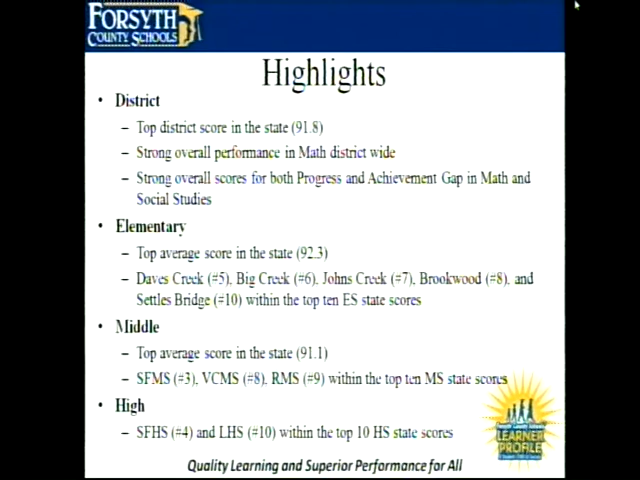 FORSYTH
COUNTY SCHOOLS
Highlights
• District
– Top district score in the state (91.8)
– Strong overall performance in Math district wide
– Strong overall scores for both Progress and Achievement Gap in Math and
Social Studies
• Elementary
– Top average score in the state (92.3)
– Daves Creek (#5), Big Creek (#6), Johns Creek (#7), Brookwood (#8), and
Settles Bridge (#10) within the top ten ES state scores
• Middle
– Top average score in the state (91.1)
– SFMS (#3), VCMS (#8), RMS (#9) within the top ten MS state scores
• High
– SFHS (#4) and LHS (#10) within the top 10 HS state scores
Forsyth County Schools
LEARNER
PROFILE
Quality Learning and Superior Performance for All